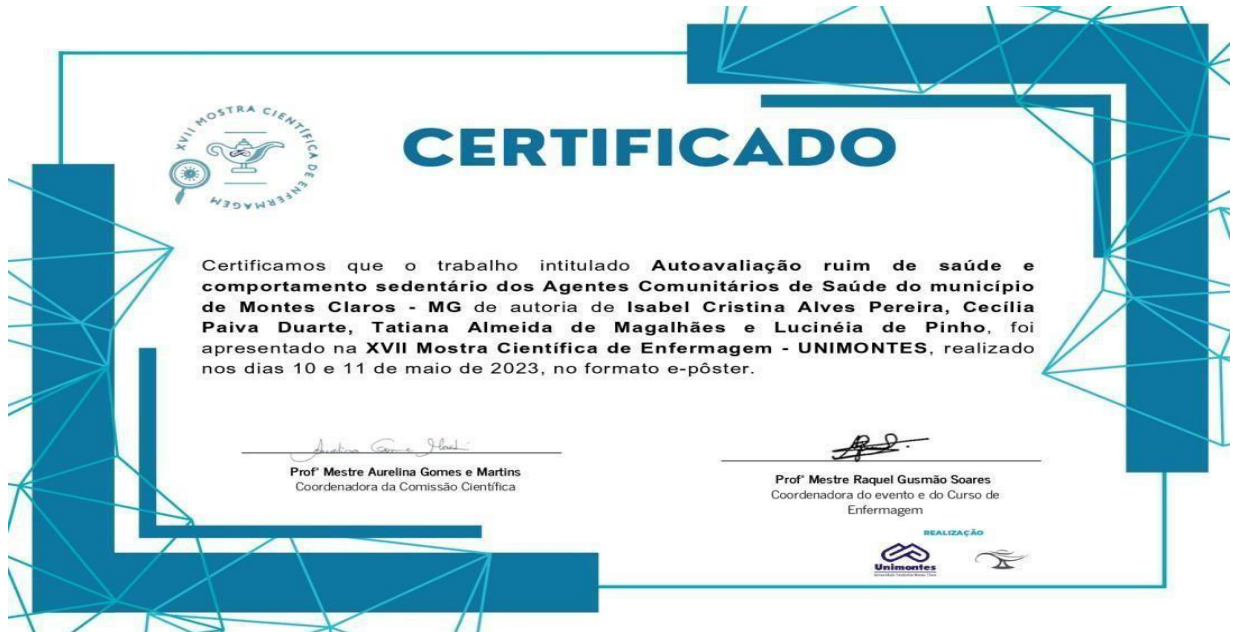 XVII MOSTRA CIENTÍFICA DE ENFERMAGEM
CERTIFICADO
Certificamos que o trabalho intitulado Autoavaliação ruim de saúde e
comportamento sedentário dos Agentes Comunitários de Saúde do município
de Montes Claros - MG de autoria de Isabel Cristina Alves Pereira, Cecília
Paiva Duarte, Tatiana Almeida de Magalhães e Lucinéia de Pinho, foi
apresentado na XVII Mostra Científica de Enfermagem - UNIMONTES, realizado
nos dias 10 e 11 de maio de 2023, no formato e-pôster.
Prof° Mestre Aurelina Gomes e Martins
Coordenadora da Comissão Científica
Prof° Mestre Raquel Gusmão Soares
Coordenadora do evento e do Curso de
Enfermagem
REALIZAÇÃO
Unimontes